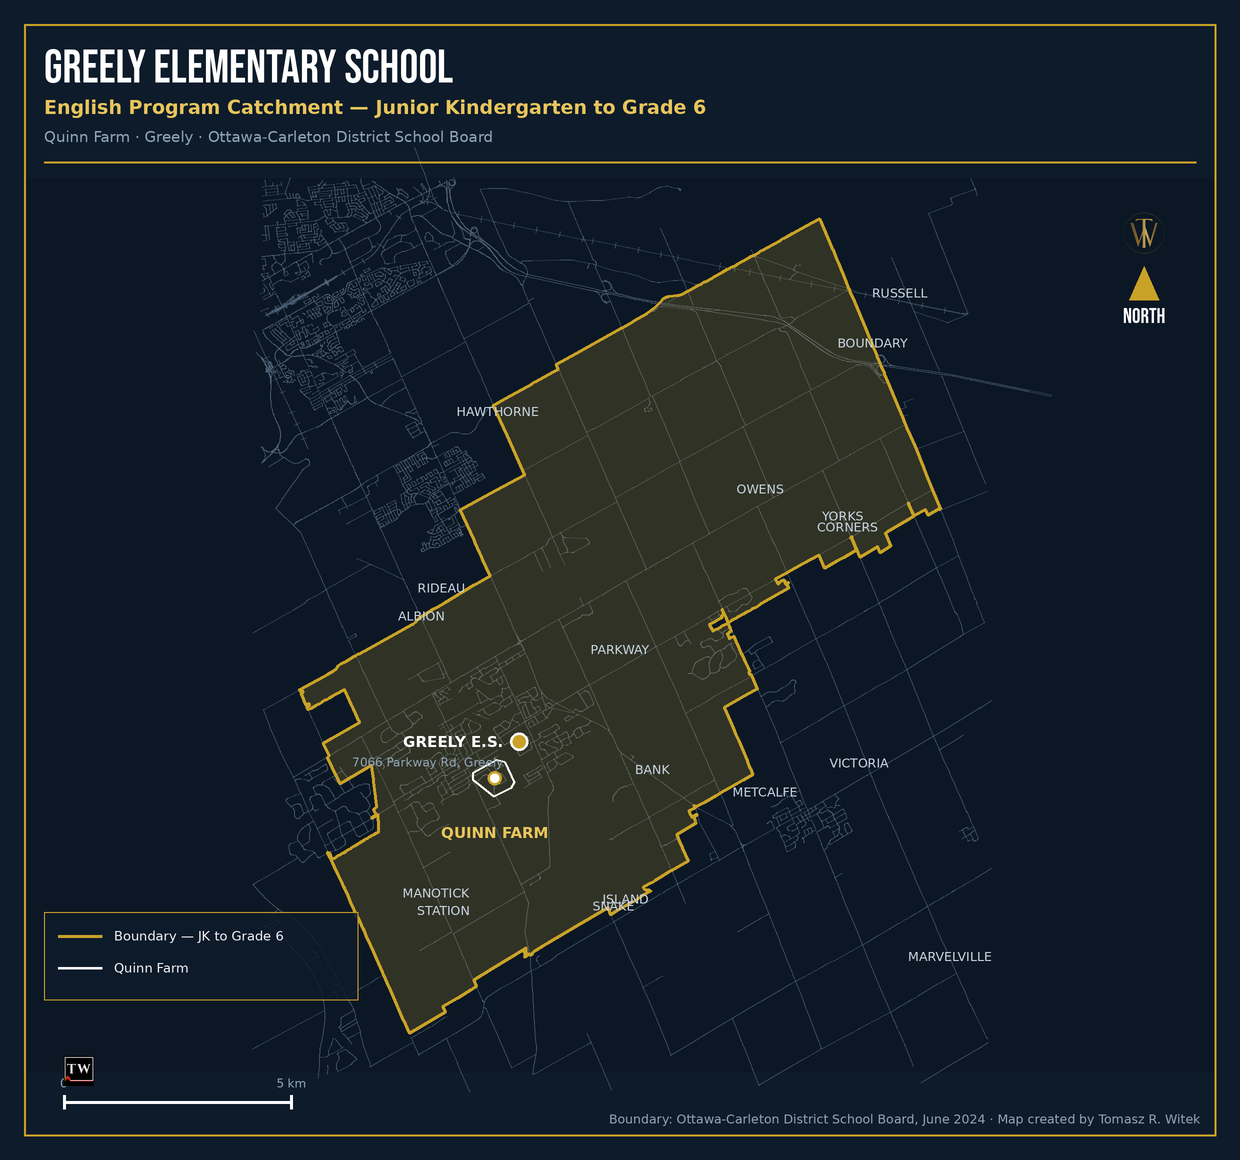 GREELY ELEMENTARY SCHOOL
English Program Catchment — Junior Kindergarten to Grade 6
Quinn Farm · Greely · Ottawa-Carleton District School Board
TW
NORTH
RUSSELL
BOUNDARY
HAWTHORNE
OWENS
YORKS
CORNERS
RIDEAU
ALBION
PARKWAY
GREELY E.S.
7066 Parkway Rd, Greely
BANK
VICTORIA
METCALFE
QUINN FARM
MANOTICK
STATION
ISLAND
SNAKE
MARVELVILLE
Boundary — JK to Grade 6
Quinn Farm
TW
0
5 km
Boundary: Ottawa-Carleton District School Board, June 2024 · Map created by Tomasz R. Witek